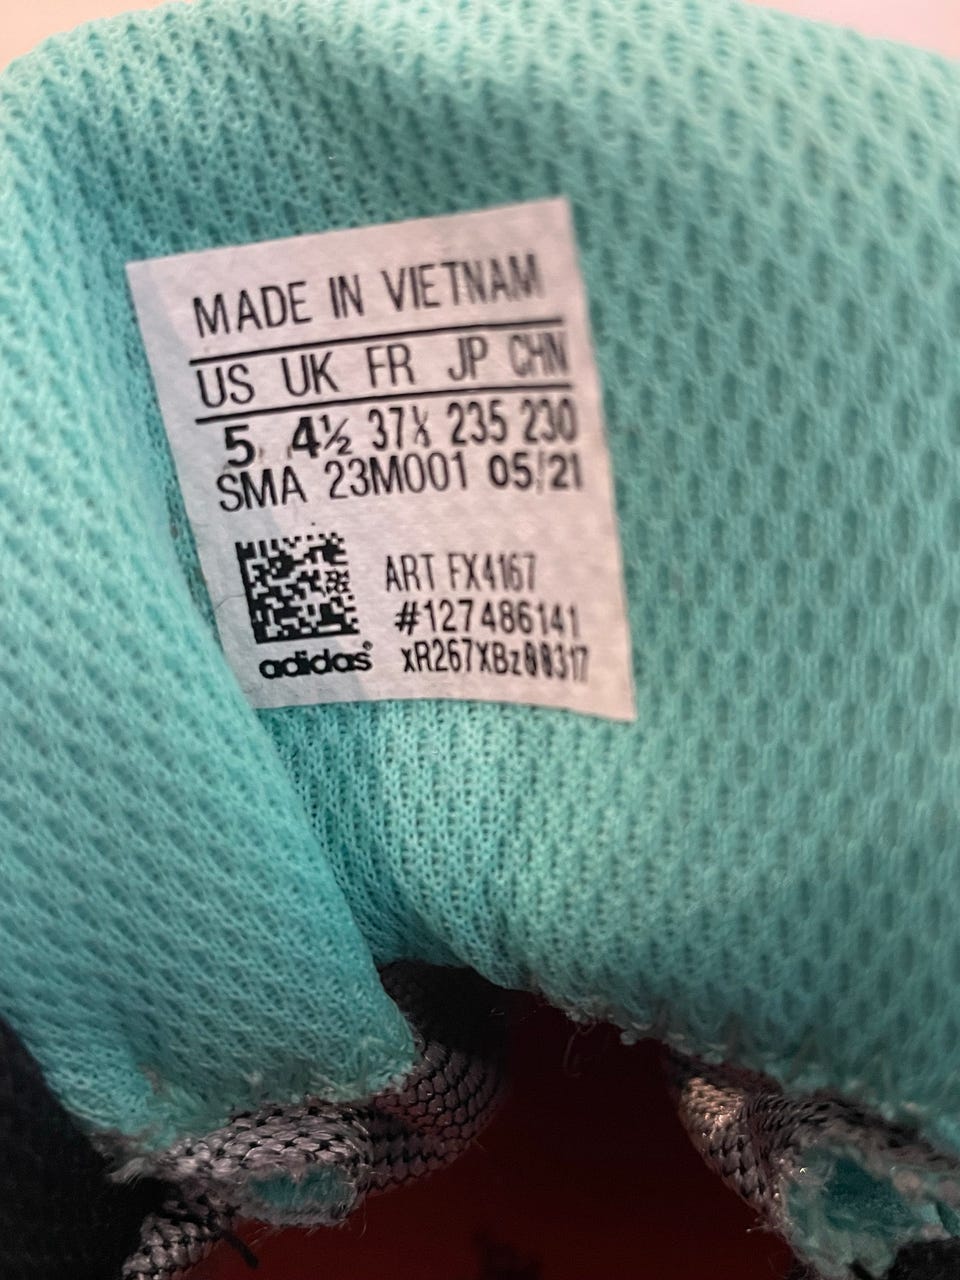 MADE IN VIETNAM
US UK FR JP CHN
5 4½ 37⅓ 235 230
SMA 23M001 05/21
ART FX4167
#127486141
adidas®